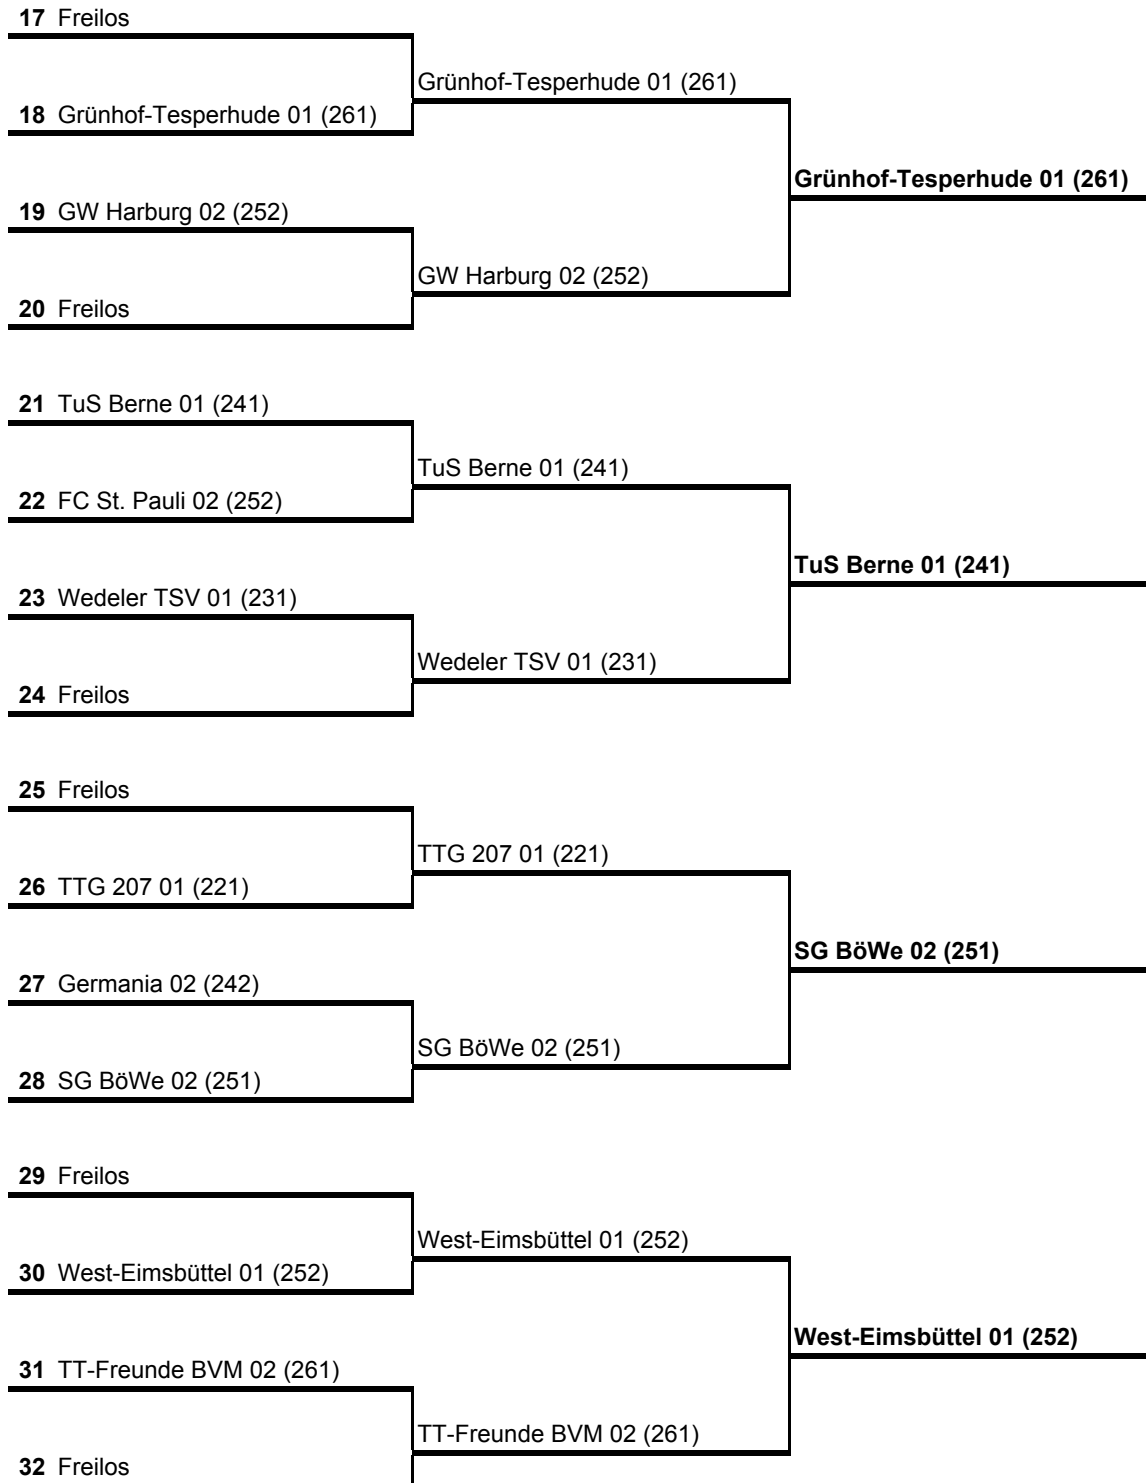 17 Freilos
Grünhof-Tesperhude 01 (261)
18 Grünhof-Tesperhude 01 (261)
Grünhof-Tesperhude 01 (261)
19 GW Harburg 02 (252)
GW Harburg 02 (252)
20 Freilos
21 TuS Berne 01 (241)
TuS Berne 01 (241)
22 FC St. Pauli 02 (252)
TuS Berne 01 (241)
23 Wedeler TSV 01 (231)
Wedeler TSV 01 (231)
24 Freilos
25 Freilos
TTG 207 01 (221)
26 TTG 207 01 (221)
SG BöWe 02 (251)
27 Germania 02 (242)
SG BöWe 02 (251)
28 SG BöWe 02 (251)
29 Freilos
West-Eimsbüttel 01 (252)
30 West-Eimsbüttel 01 (252)
West-Eimsbüttel 01 (252)
31 TT-Freunde BVM 02 (261)
TT-Freunde BVM 02 (261)
32 Freilos